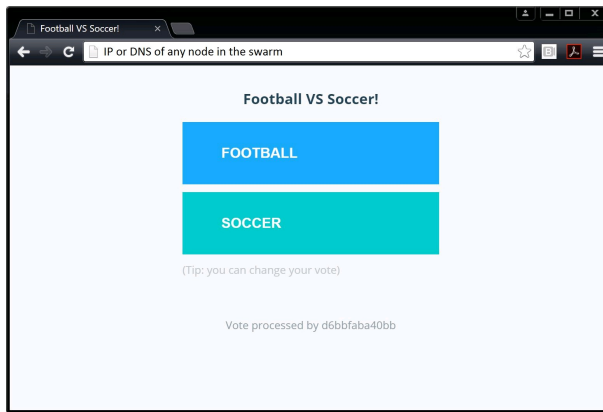 Football VS Soccer!
IP or DNS of any node in the swarm
Football VS Soccer!
FOOTBALL
SOCCER
(Tip: you can change your vote)
Vote processed by d6bbfaba40bb